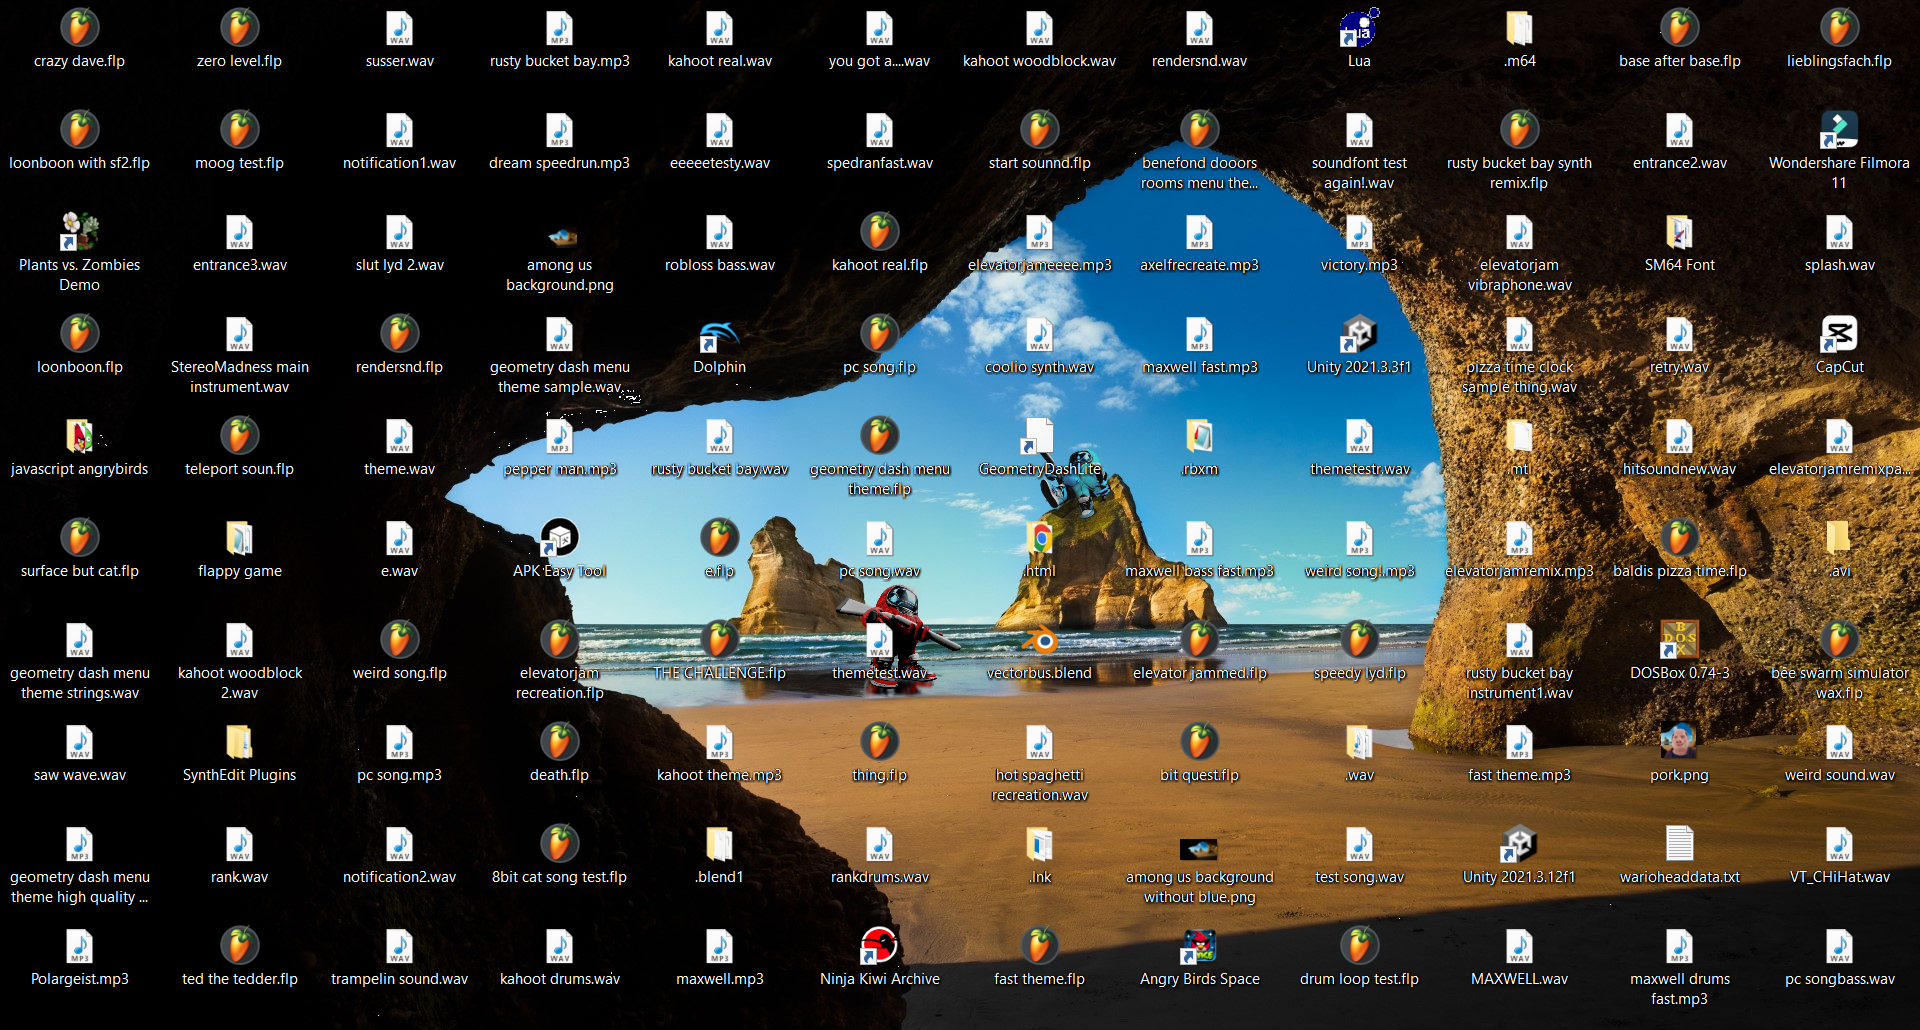 crazy dave.flp
zero level.flp
susser.wav
rusty bucket bay.mp3
kahoot real.wav
you got a....wav
kahoot woodblock.wav
rendersnd.wav
Lua
.m64
base after base.flp
lieblingsfach.flp
loonboon with sf2.flp
moog test.flp
notification1.wav
dream speedrun.mp3
eeeeetesty.wav
spedranfast.wav
start sounnd.flp
benefond dooors
rooms menu the...
soundfont test
again!.wav
rusty bucket bay synth
remix.flp
entrance2.wav
Wondershare Filmora
11
Plants vs. Zombies
Demo
entrance3.wav
slut lyd 2.wav
among us
background.png
robloss bass.wav
kahoot real.flp
elevatorjameeee.mp3
axelfrecreate.mp3
victory.mp3
elevatorjam
vibraphone.wav
SM64 Font
splash.wav
loonboon.flp
StereoMadness main
instrument.wav
rendersnd.flp
geometry dash menu
theme sample.wav
Dolphin
pc song.flp
coolio synth.wav
maxwell fast.mp3
Unity 2021.3.3f1
pizza time clock
sample thing.wav
retry.wav
CapCut
javascript angrybirds
teleport soun.flp
theme.wav
pepper man.mp3
rusty bucket bay.wav
geometry dash menu
theme.flp
GeometryDashLite
.rbxm
themetestr.wav
.mt
hitsoundnew.wav
elevatorjamremixpa...
surface but cat.flp
flappy game
e.wav
APK Easy Tool
e.flp
pc song.wav
.html
maxwell bass fast.mp3
weird song!.mp3
elevatorjamremix.mp3
baldis pizza time.flp
.avi
geometry dash menu
theme strings.wav
kahoot woodblock
2.wav
weird song.flp
elevatorjam
recreation.flp
THE CHALLENGE.flp
themetest.wav
vectorbus.blend
elevator jammed.flp
speedy lyd.flp
rusty bucket bay
instrument1.wav
DOSBox 0.74-3
bee swarm simulator
wax.flp
saw wave.wav
SynthEdit Plugins
pc song.mp3
death.flp
kahoot theme.mp3
thing.flp
hot spaghetti
recreation.wav
bit quest.flp
.wav
fast theme.mp3
pork.png
weird sound.wav
geometry dash menu
theme high quality ...
rank.wav
notification2.wav
8bit cat song test.flp
.blend1
rankdrums.wav
.lnk
among us background
without blue.png
test song.wav
Unity 2021.3.12f1
warioheaddata.txt
VT_CHiHat.wav
Polargeist.mp3
ted the tedder.flp
trampelin sound.wav
kahoot drums.wav
maxwell.mp3
Ninja Kiwi Archive
fast theme.flp
Angry Birds Space
drum loop test.flp
MAXWELL.wav
maxwell drums
fast.mp3
pc songbass.wav